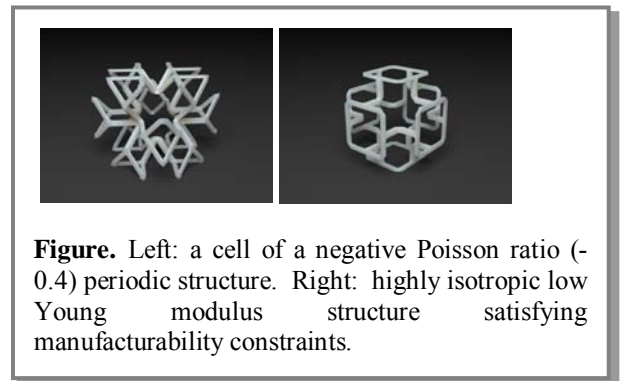 Figure. Left: a cell of a negative Poisson ratio (-
0.4) periodic structure. Right: highly isotropic low
Young modulus structure satisfying
manufacturability constraints.